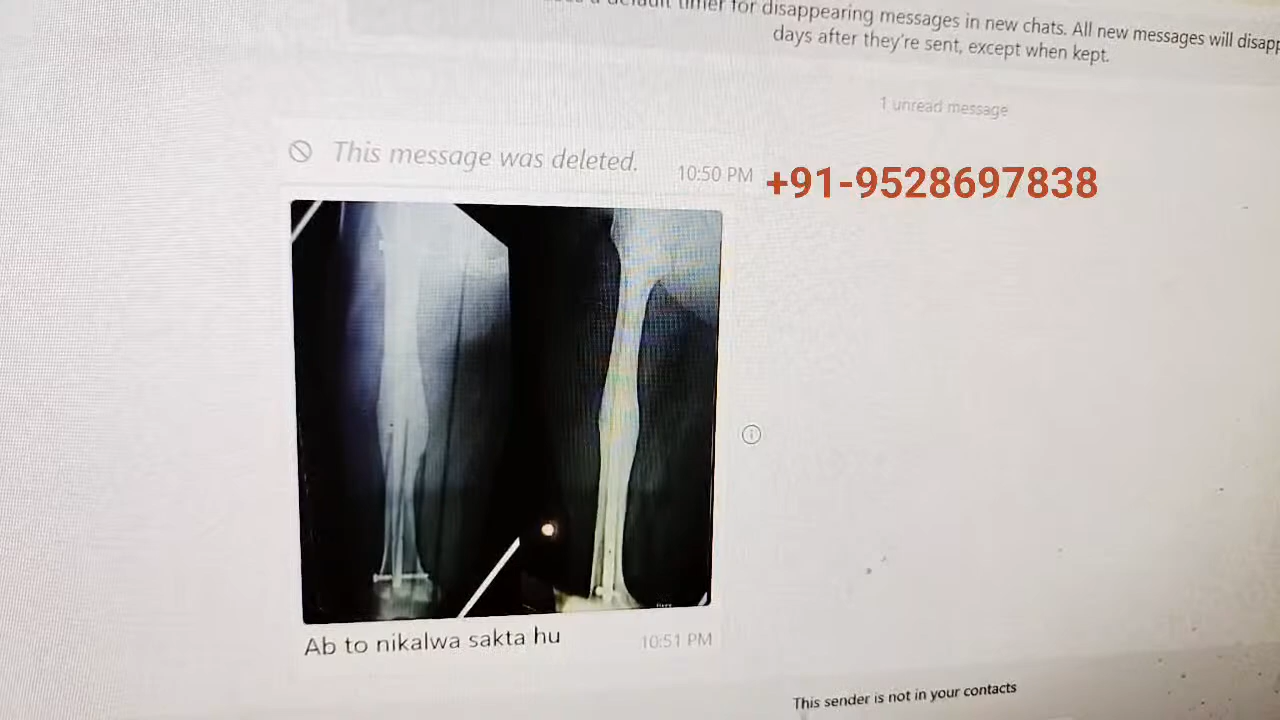 default timer for disappearing messages in new chats. All new messages will disapp
days after they're sent, except when kept.
1 unread message
This message was deleted.
10:50 PM
+91-9528697838
Ab to nikalwa sakta hu
10:51 PM
This sender is not in your contacts